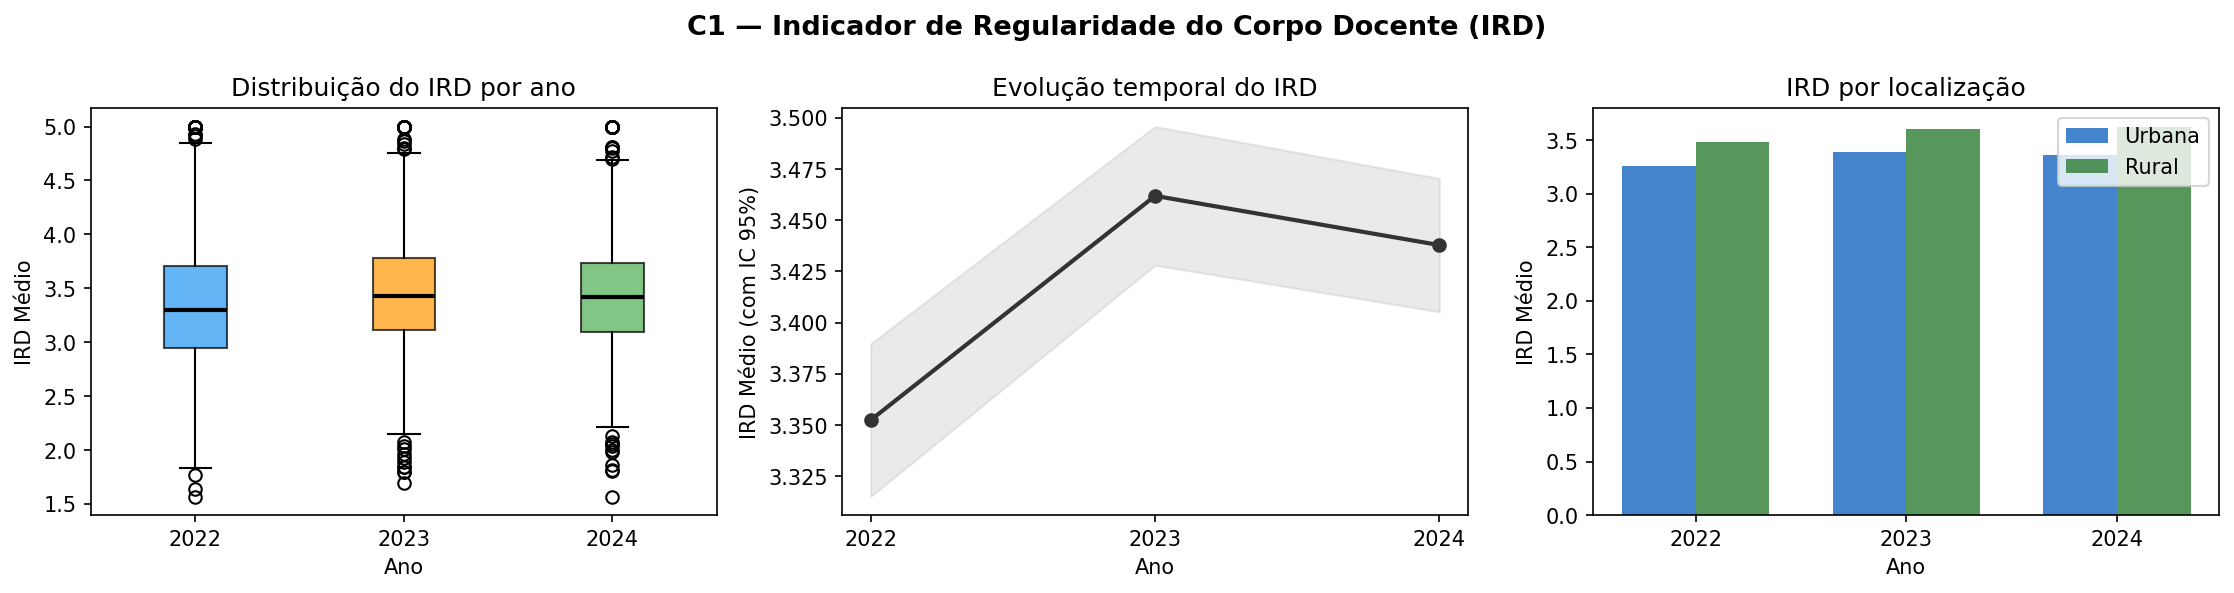 C1 — Indicador de Regularidade do Corpo Docente (IRD)
Distribuição do IRD por ano
IRD Médio
5.0
4.5
4.0
3.5
3.0
2.5
2.0
1.5
2022
2023
2024
Ano
Evolução temporal do IRD
IRD Médio (com IC 95%)
3.500
3.475
3.450
3.425
3.400
3.375
3.350
3.325
2022
2023
2024
Ano
IRD por localização
IRD Médio
3.5
3.0
2.5
2.0
1.5
1.0
0.5
0.0
Urbana
Rural
2022
2023
2024
Ano